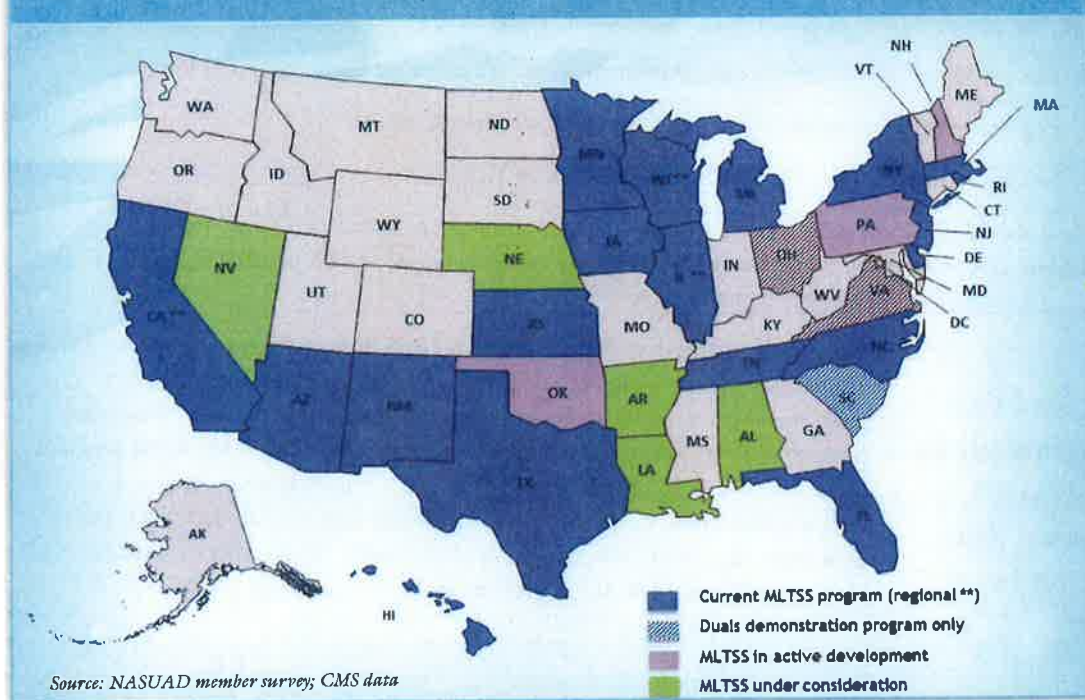 NH
VT
ME
MA
WA
MT
ND
OR
ID
SD
WY
NY
RI
CT
PA
NJ
NV
NE
IA
IN
OH
DE
UT
CO
IL **
WV
VA
MD
DC
CA **
KS
MO
KY
NC
AZ
NM
OK
AR
TN
SC
MS
AL
GA
LA
TX
FL
AK
HI
MN
WI **
MI
Current MLTSS program (regional **)
Duals demonstration program only
MLTSS in active development
MLTSS under consideration
Source: NASUAD member survey; CMS data